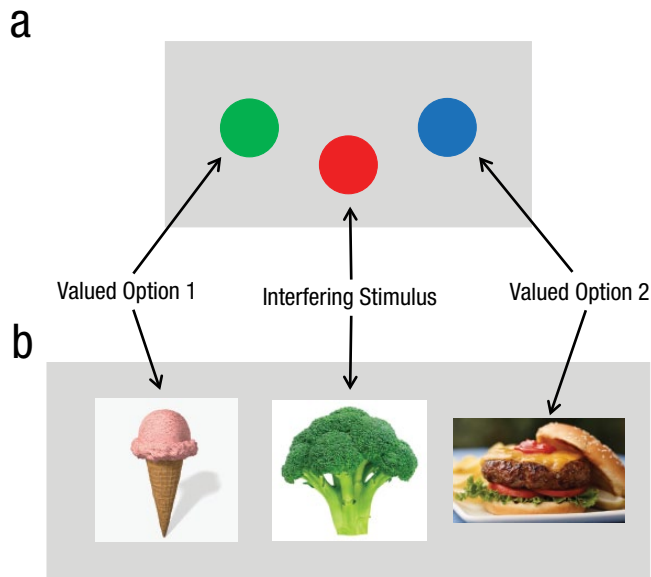 a
Valued Option 1
Interfering Stimulus
Valued Option 2
b